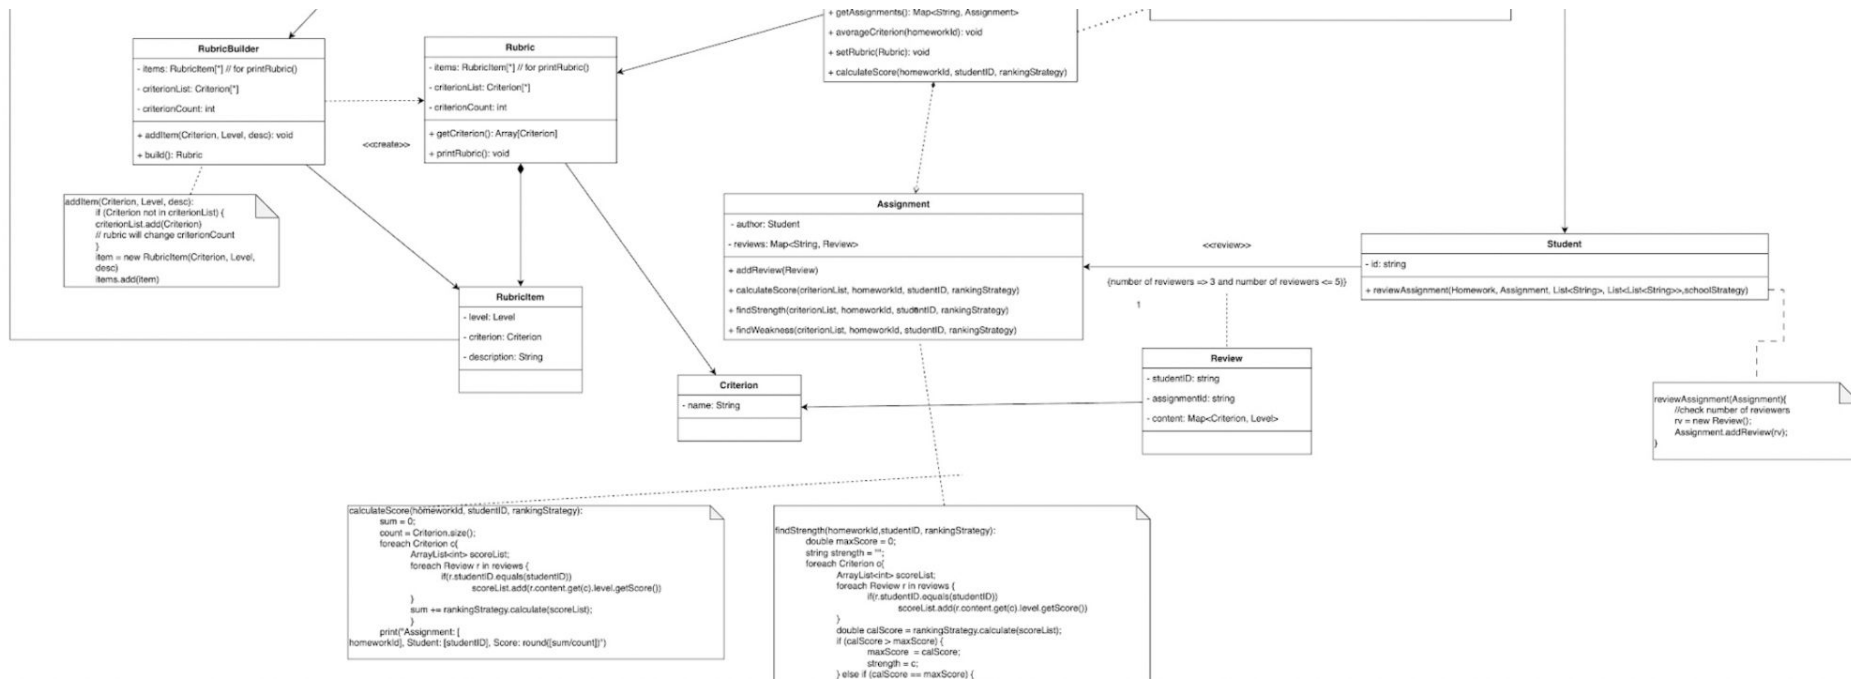 + getAssignments(): Map<String, Assignment>
+ averageCriterion(homeworkId): void
+ setRubric(Rubric): void
+ calculateScore(homeworkId, studentID, rankingStrategy)
RubricBuilder
- items: RubricItem[*] // for printRubric()
- criterionList: Criterion[*]
- criterionCount: int
+ addItem(Criterion, Level, desc): void
+ build(): Rubric
<<create>>
Rubric
- items: RubricItem[*] // for printRubric()
- criterionList: Criterion[*]
- criterionCount: int
+ getCriterion(): Array[Criterion]
+ printRubric(): void
addItem(Criterion, Level, desc):
if (Criterion not in criterionList) {
criterionList.add(Criterion)
// rubric will change criterionCount
}
item = new RubricItem(Criterion, Level,
desc)
items.add(item)
RubricItem
- level: Level
- criterion: Criterion
- description: String
Assignment
- author: Student
- reviews: Map<String, Review>
+ addReview(Review)
+ calculateScore(criterionList, homeworkId, studentID, rankingStrategy)
+ findStrength(criterionList, homeworkId, studentID, rankingStrategy)
+ findWeakness(criterionList, homeworkId, studentID, rankingStrategy)
<<review>>
{number of reviewers => 3 and number of reviewers <= 5)}
1
Student
- id: string
+ reviewAssignment(Homework, Assignment, List<String>, List<List<String>>,schoolStrategy)
Criterion
- name: String
Review
- studentID: string
- assignmentId: string
- content: Map<Criterion, Level>
reviewAssignment(Assignment){
//check number of reviewers
rv = new Review();
Assignment.addReview(rv);
}
calculateScore(homeworkId, studentID, rankingStrategy):
sum = 0;
count = Criterion.size();
foreach Criterion c{
ArrayList<int> scoreList;
foreach Review r in reviews {
if(r.studentID.equals(studentID))
scoreList.add(r.content.get(c).level.getScore())
}
sum += rankingStrategy.calculate(scoreList);
}
print("Assignment: [
homeworkId], Student: [studentID], Score: round([sum/count])")
findStrength(homeworkId,studentID, rankingStrategy):
double maxScore = 0;
string strength = "";
foreach Criterion c{
ArrayList<int> scoreList;
foreach Review r in reviews {
if(r.studentID.equals(studentID))
scoreList.add(r.content.get(c).level.getScore())
}
double calScore = rankingStrategy.calculate(scoreList);
if (calScore > maxScore) {
maxScore = calScore;
strength = c;
} else if (calScore == maxScore) {